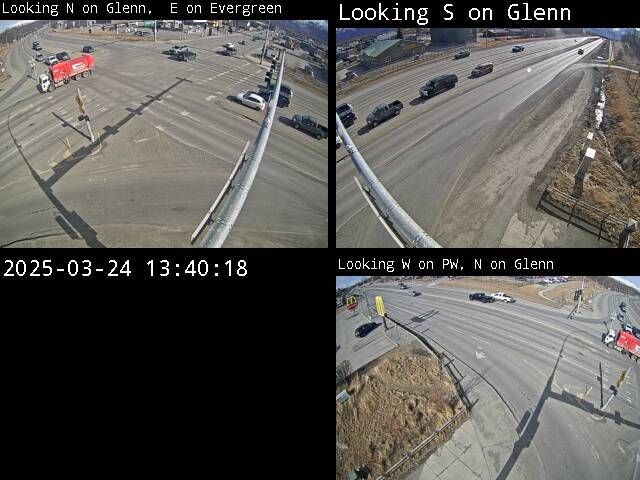 Looking N on Glenn,  E on Evergreen
Looking S on Glenn
2025-03-24 13:40:18
Looking W on PW, N on Glenn